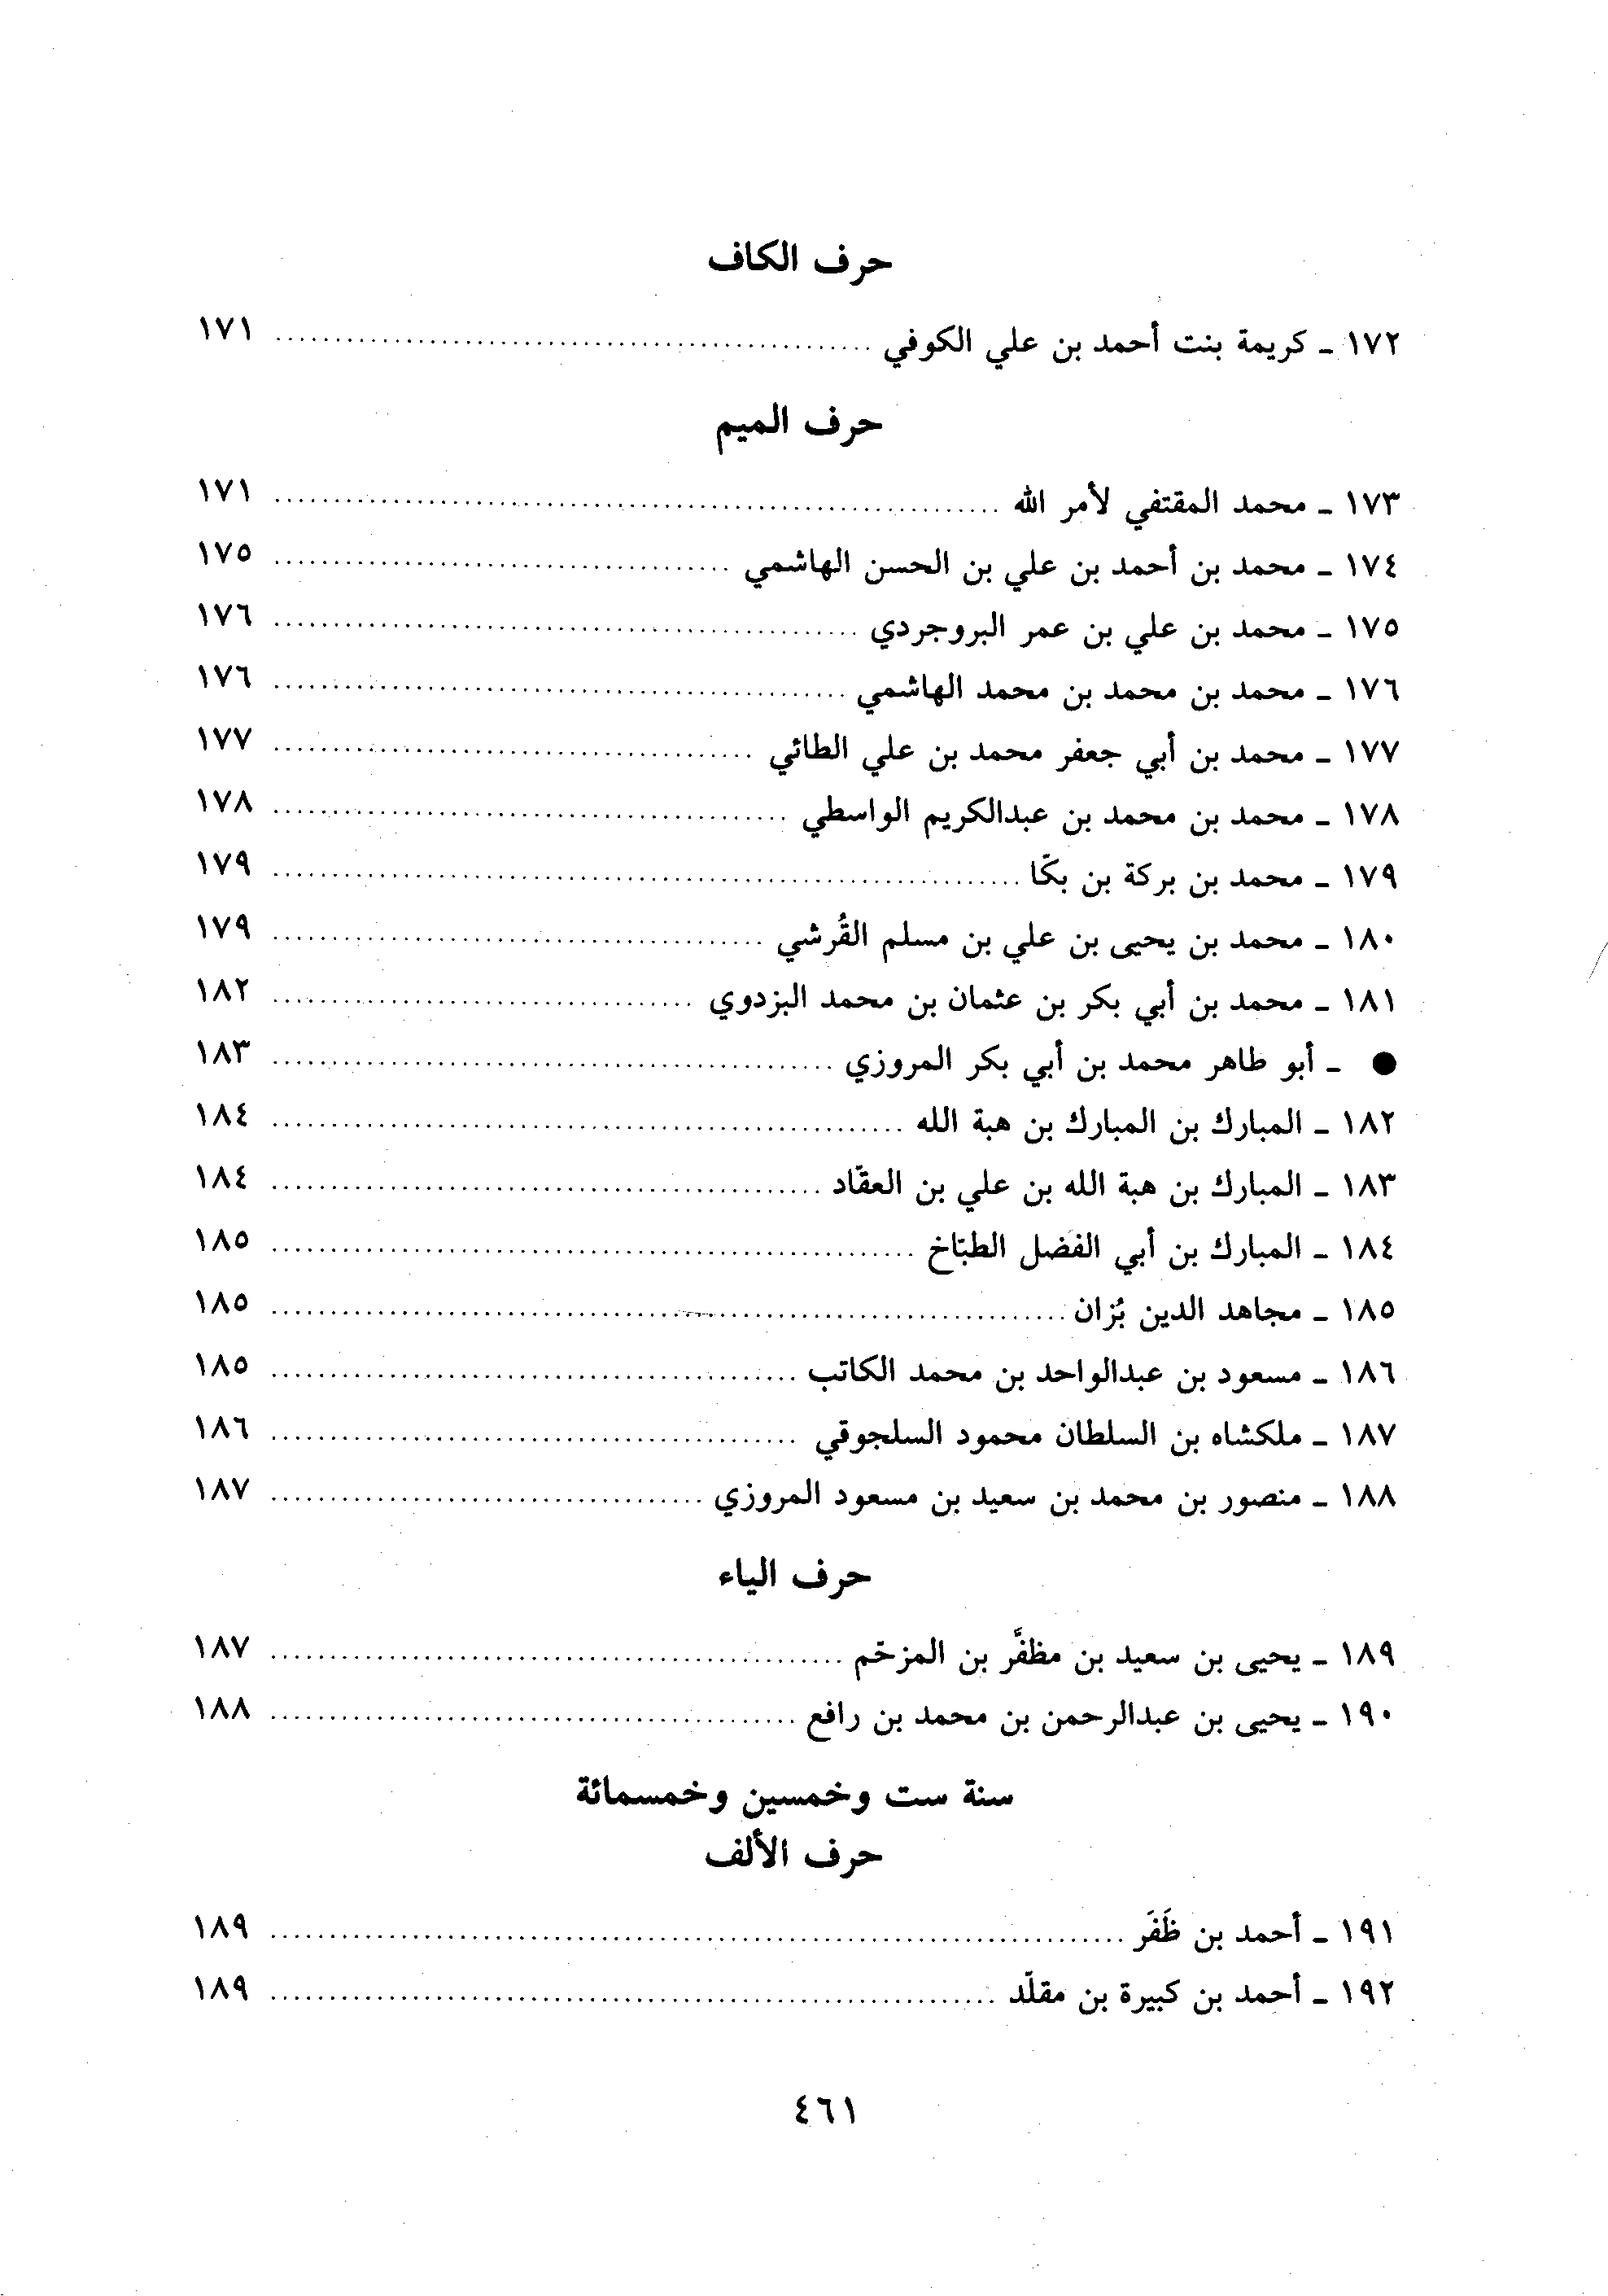 حرف الكاف
١٧٢ ـ كريمة بنت أحمد بن علي الكوفي ........ ١٧١
حرف الميم
١٧٣ ـ محمد المقتفي لأمر الله ........ ١٧١
١٧٤ ـ محمد بن أحمد بن علي بن الحسن الهاشمي ........ ١٧٥
١٧٥ ـ محمد بن علي بن عمر البروجردي ........ ١٧٦
١٧٦ ـ محمد بن محمد بن محمد الهاشمي ........ ١٧٦
١٧٧ ـ محمد بن أبي جعفر محمد بن علي الطائي ........ ١٧٧
١٧٨ ـ محمد بن محمد بن عبدالكريم الواسطي ........ ١٧٨
١٧٩ ـ محمد بن بركة بن بكّا ........ ١٧٩
١٨٠ ـ محمد بن يحيى بن علي بن مسلم القُرشي ........ ١٧٩
١٨١ ـ محمد بن أبي بكر بن عثمان بن محمد البزدوي ........ ١٨٢
● ـ أبو طاهر محمد بن أبي بكر المروزي ........ ١٨٣
١٨٢ ـ المبارك بن المبارك بن هبة الله ........ ١٨٤
١٨٣ ـ المبارك بن هبة الله بن علي بن العقّاد ........ ١٨٤
١٨٤ ـ المبارك بن أبي الفضل الطبّاخ ........ ١٨٥
١٨٥ ـ مجاهد الدين بُزان ........ ١٨٥
١٨٦ ـ مسعود بن عبدالواحد بن محمد الكاتب ........ ١٨٥
١٨٧ ـ ملكشاه بن السلطان محمود السلجوقي ........ ١٨٦
١٨٨ ـ منصور بن محمد بن سعيد بن مسعود المروزي ........ ١٨٧
حرف الياء
١٨٩ ـ يحيى بن سعيد بن مظفَّر بن المزخّم ........ ١٨٧
١٩٠ ـ يحيى بن عبدالرحمن بن محمد بن رافع ........ ١٨٨
سنة ست وخمسين وخمسمائة
حرف الألف
١٩١ ـ أحمد بن ظَفَر ........ ١٨٩
١٩٢ ـ أحمد بن كبيرة بن مقلّد ........ ١٨٩
٤٦١